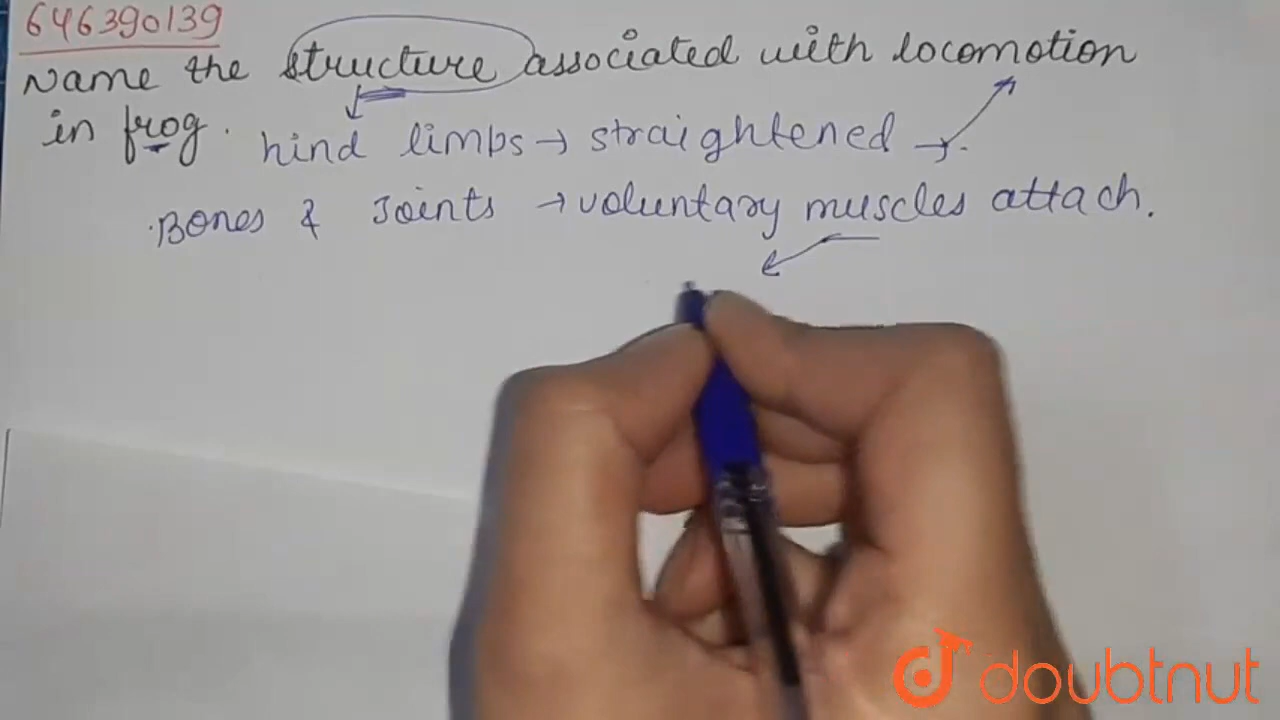 646390139
Name the structure associated with locomotion
in frog. hind limbs → straightened →
Bones & Joints → voluntary muscles attach.
doubtnut